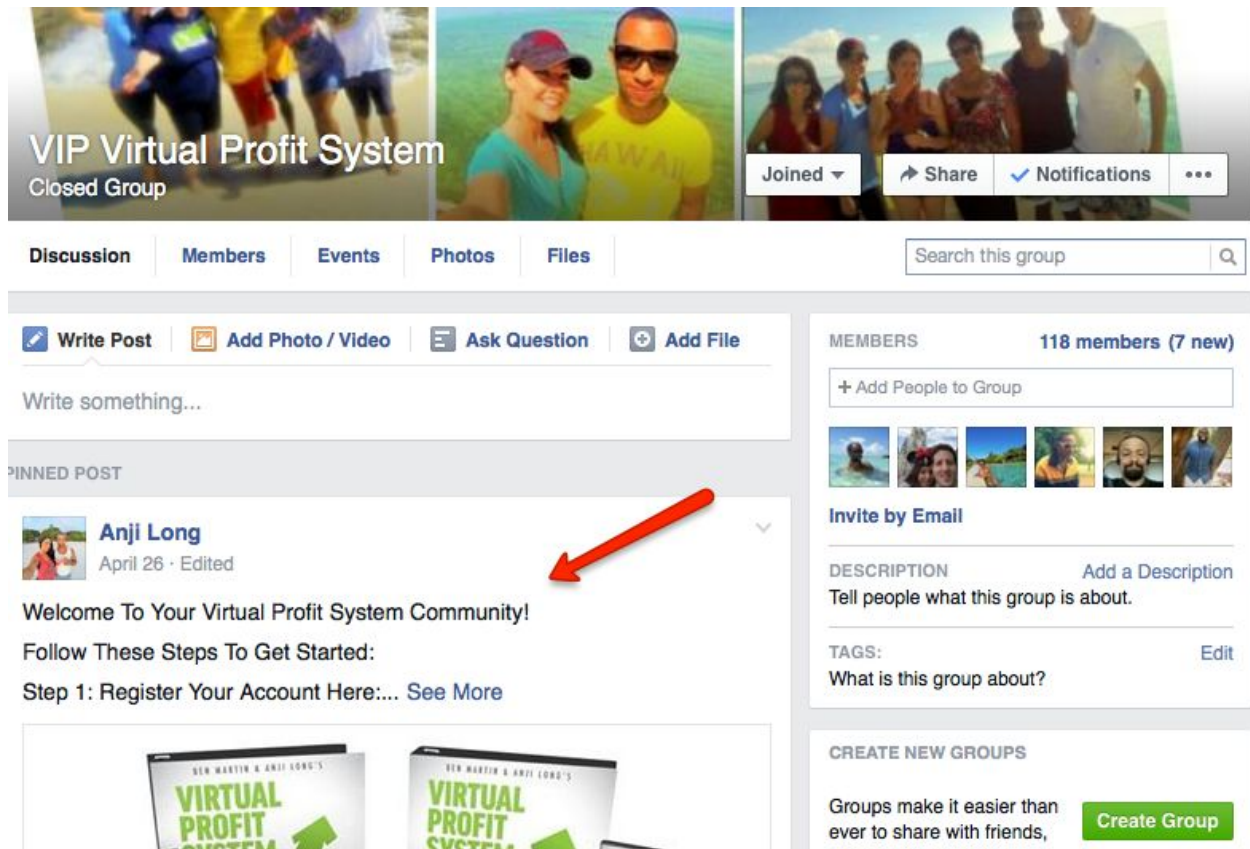 VIP Virtual Profit System
Closed Group
HAWAII
Joined
Share
Notifications
Discussion
Members
Events
Photos
Files
Search this group
Write Post
Add Photo / Video
Ask Question
Add File
Write something...
MEMBERS
118 members (7 new)
+ Add People to Group
Invite by Email
DESCRIPTION
Add a Description
Tell people what this group is about.
TAGS:
Edit
What is this group about?
CREATE NEW GROUPS
Groups make it easier than
ever to share with friends,
Create Group
PINNED POST
Anji Long
April 26 · Edited
Welcome To Your Virtual Profit System Community!
Follow These Steps To Get Started:
Step 1: Register Your Account Here:... See More
BEN MARTIN & ANJI LONG'S
VIRTUAL
PROFIT
SYSTEM
BEN MARTIN & ANJI LONG'S
VIRTUAL
PROFIT
SYSTEM